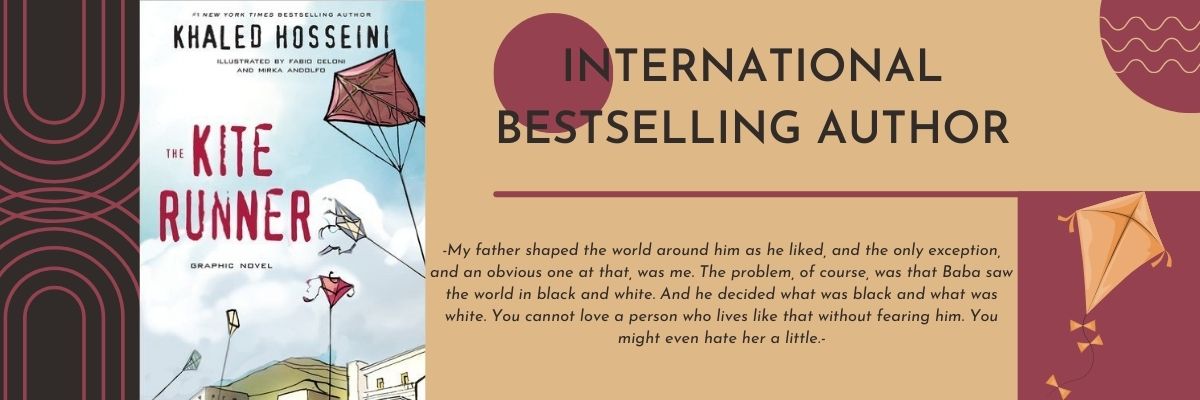 #1 NEW YORK TIMES BESTSELLING AUTHOR
KHALED HOSSEINI
ILLUSTRATED BY FABIO CELONI
AND MIRKA ANDOLFO
THE KITE
RUNNER
GRAPHIC NOVEL
INTERNATIONAL
BESTSELLING AUTHOR
-My father shaped the world around him as he liked, and the only exception,
and an obvious one at that, was me. The problem, of course, was that Baba saw
the world in black and white. And he decided what was black and what was
white. You cannot love a person who lives like that without fearing him. You
might even hate her a little.-